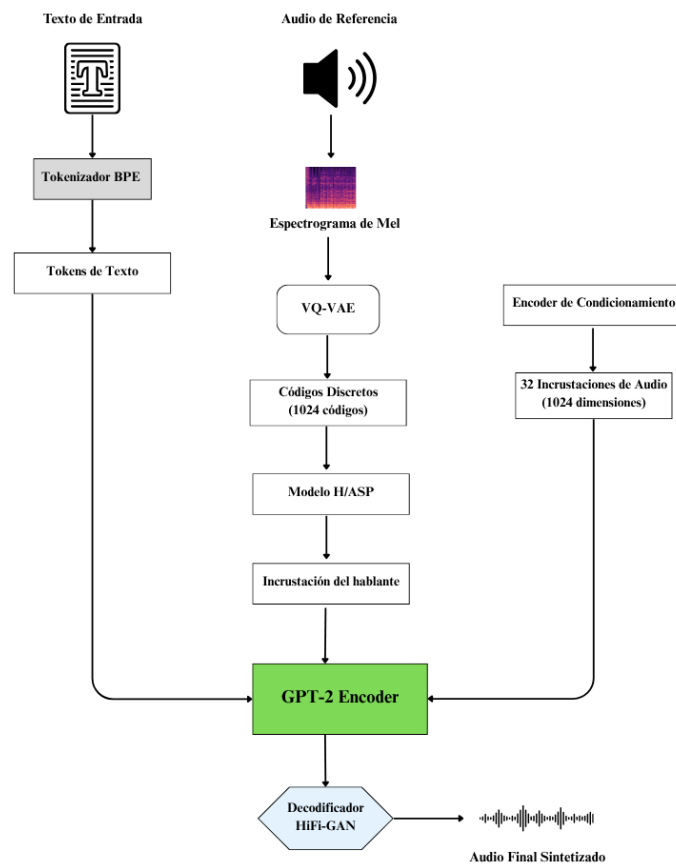 Texto de Entrada
Audio de Referencia
T
Tokenizador BPE
Espectrograma de Mel
Tokens de Texto
VQ-VAE
Encoder de Condicionamiento
Códigos Discretos
(1024 códigos)
32 Incrustaciones de Audio
(1024 dimensiones)
Modelo H/ASP
Incrustación del hablante
GPT-2 Encoder
Decodificador
HiFi-GAN
Audio Final Sintetizado